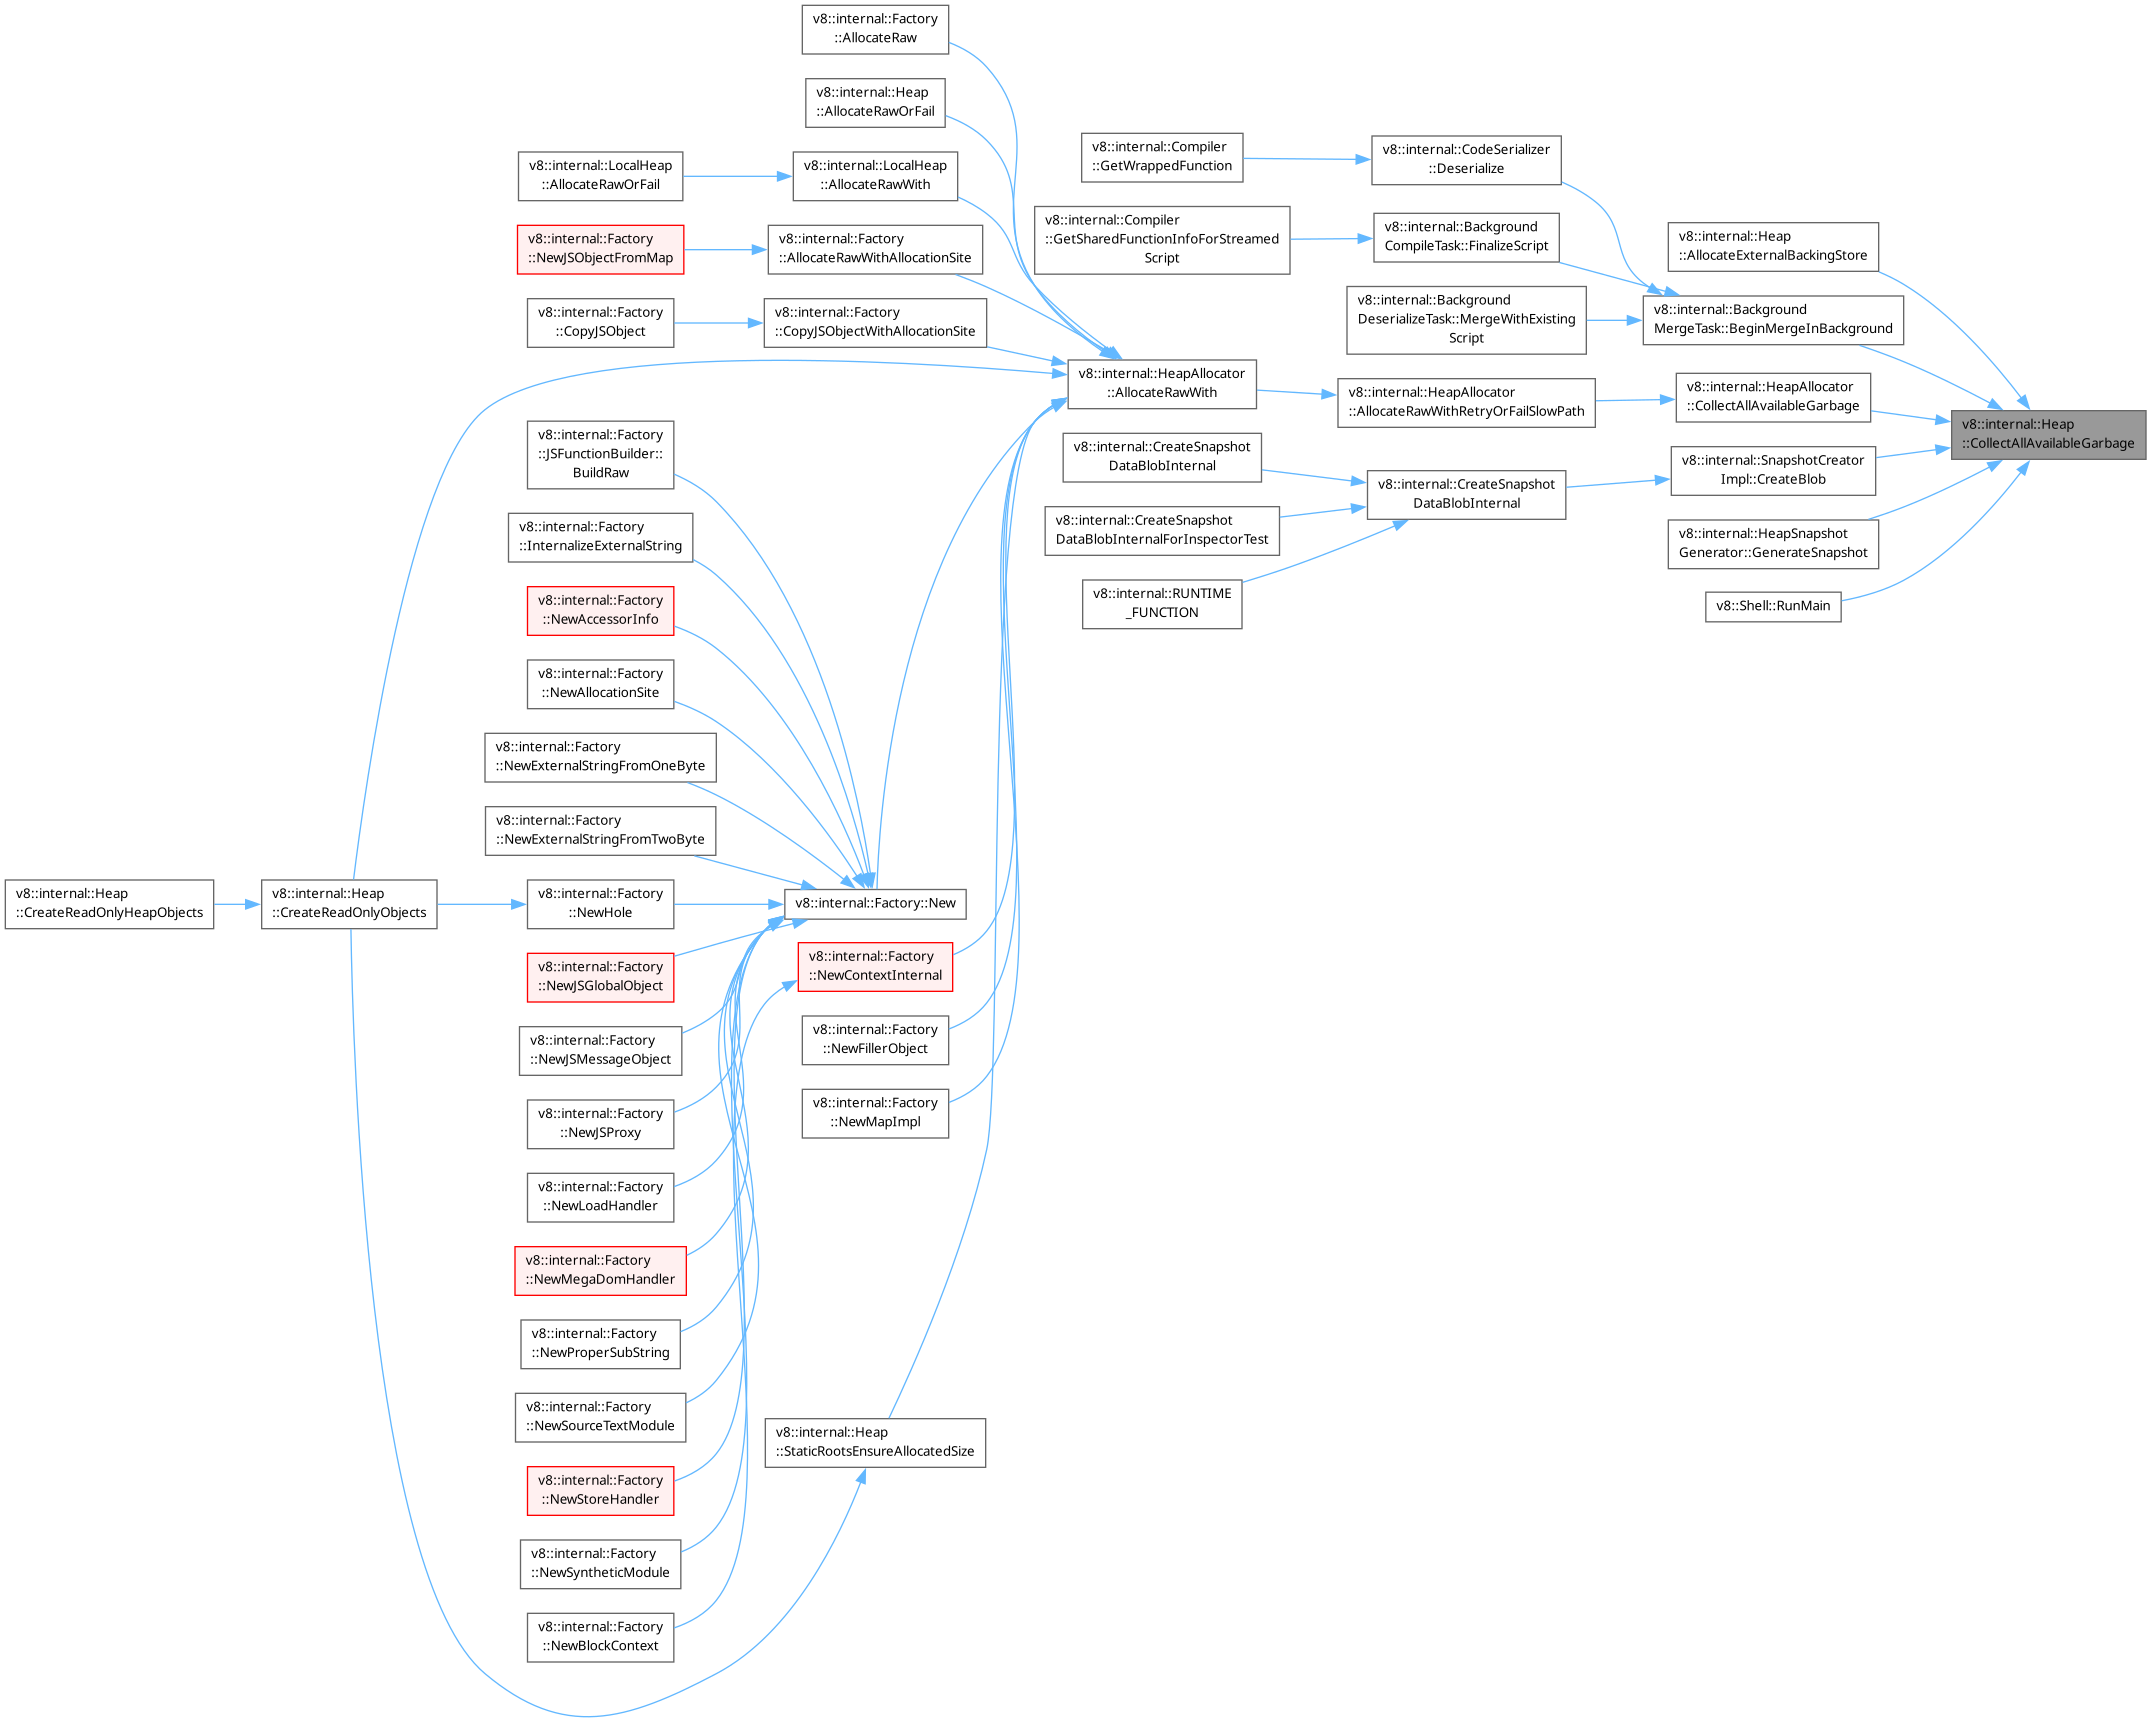 v8::internal::Factory
::AllocateRaw
v8::internal::Heap
::AllocateRawOrFail
v8::internal::LocalHeap
::AllocateRawOrFail
v8::internal::LocalHeap
::AllocateRawWith
v8::internal::Factory
::NewJSObjectFromMap
v8::internal::Factory
::AllocateRawWithAllocationSite
v8::internal::Factory
::CopyJSObject
v8::internal::Factory
::CopyJSObjectWithAllocationSite
v8::internal::Compiler
::GetWrappedFunction
v8::internal::CodeSerializer
::Deserialize
v8::internal::Compiler
::GetSharedFunctionInfoForStreamed
Script
v8::internal::Background
CompileTask::FinalizeScript
v8::internal::Heap
::AllocateExternalBackingStore
v8::internal::Background
DeserializeTask::MergeWithExisting
Script
v8::internal::Background
MergeTask::BeginMergeInBackground
v8::internal::HeapAllocator
::AllocateRawWith
v8::internal::HeapAllocator
::AllocateRawWithRetryOrFailSlowPath
v8::internal::HeapAllocator
::CollectAllAvailableGarbage
v8::internal::Heap
::CollectAllAvailableGarbage
v8::internal::CreateSnapshot
DataBlobInternal
v8::internal::CreateSnapshot
DataBlobInternal
v8::internal::SnapshotCreator
Impl::CreateBlob
v8::internal::CreateSnapshot
DataBlobInternalForInspectorTest
v8::internal::HeapSnapshot
Generator::GenerateSnapshot
v8::internal::RUNTIME
_FUNCTION
v8::Shell::RunMain
v8::internal::Factory
::JSFunctionBuilder::
BuildRaw
v8::internal::Factory
::InternalizeExternalString
v8::internal::Factory
::NewAccessorInfo
v8::internal::Factory
::NewAllocationSite
v8::internal::Factory
::NewExternalStringFromOneByte
v8::internal::Factory
::NewExternalStringFromTwoByte
v8::internal::Heap
::CreateReadOnlyHeapObjects
v8::internal::Heap
::CreateReadOnlyObjects
v8::internal::Factory
::NewHole
v8::internal::Factory::New
v8::internal::Factory
::NewJSGlobalObject
v8::internal::Factory
::NewContextInternal
v8::internal::Factory
::NewJSMessageObject
v8::internal::Factory
::NewFillerObject
v8::internal::Factory
::NewJSProxy
v8::internal::Factory
::NewMapImpl
v8::internal::Factory
::NewLoadHandler
v8::internal::Factory
::NewMegaDomHandler
v8::internal::Factory
::NewProperSubString
v8::internal::Factory
::NewSourceTextModule
v8::internal::Heap
::StaticRootsEnsureAllocatedSize
v8::internal::Factory
::NewStoreHandler
v8::internal::Factory
::NewSyntheticModule
v8::internal::Factory
::NewBlockContext